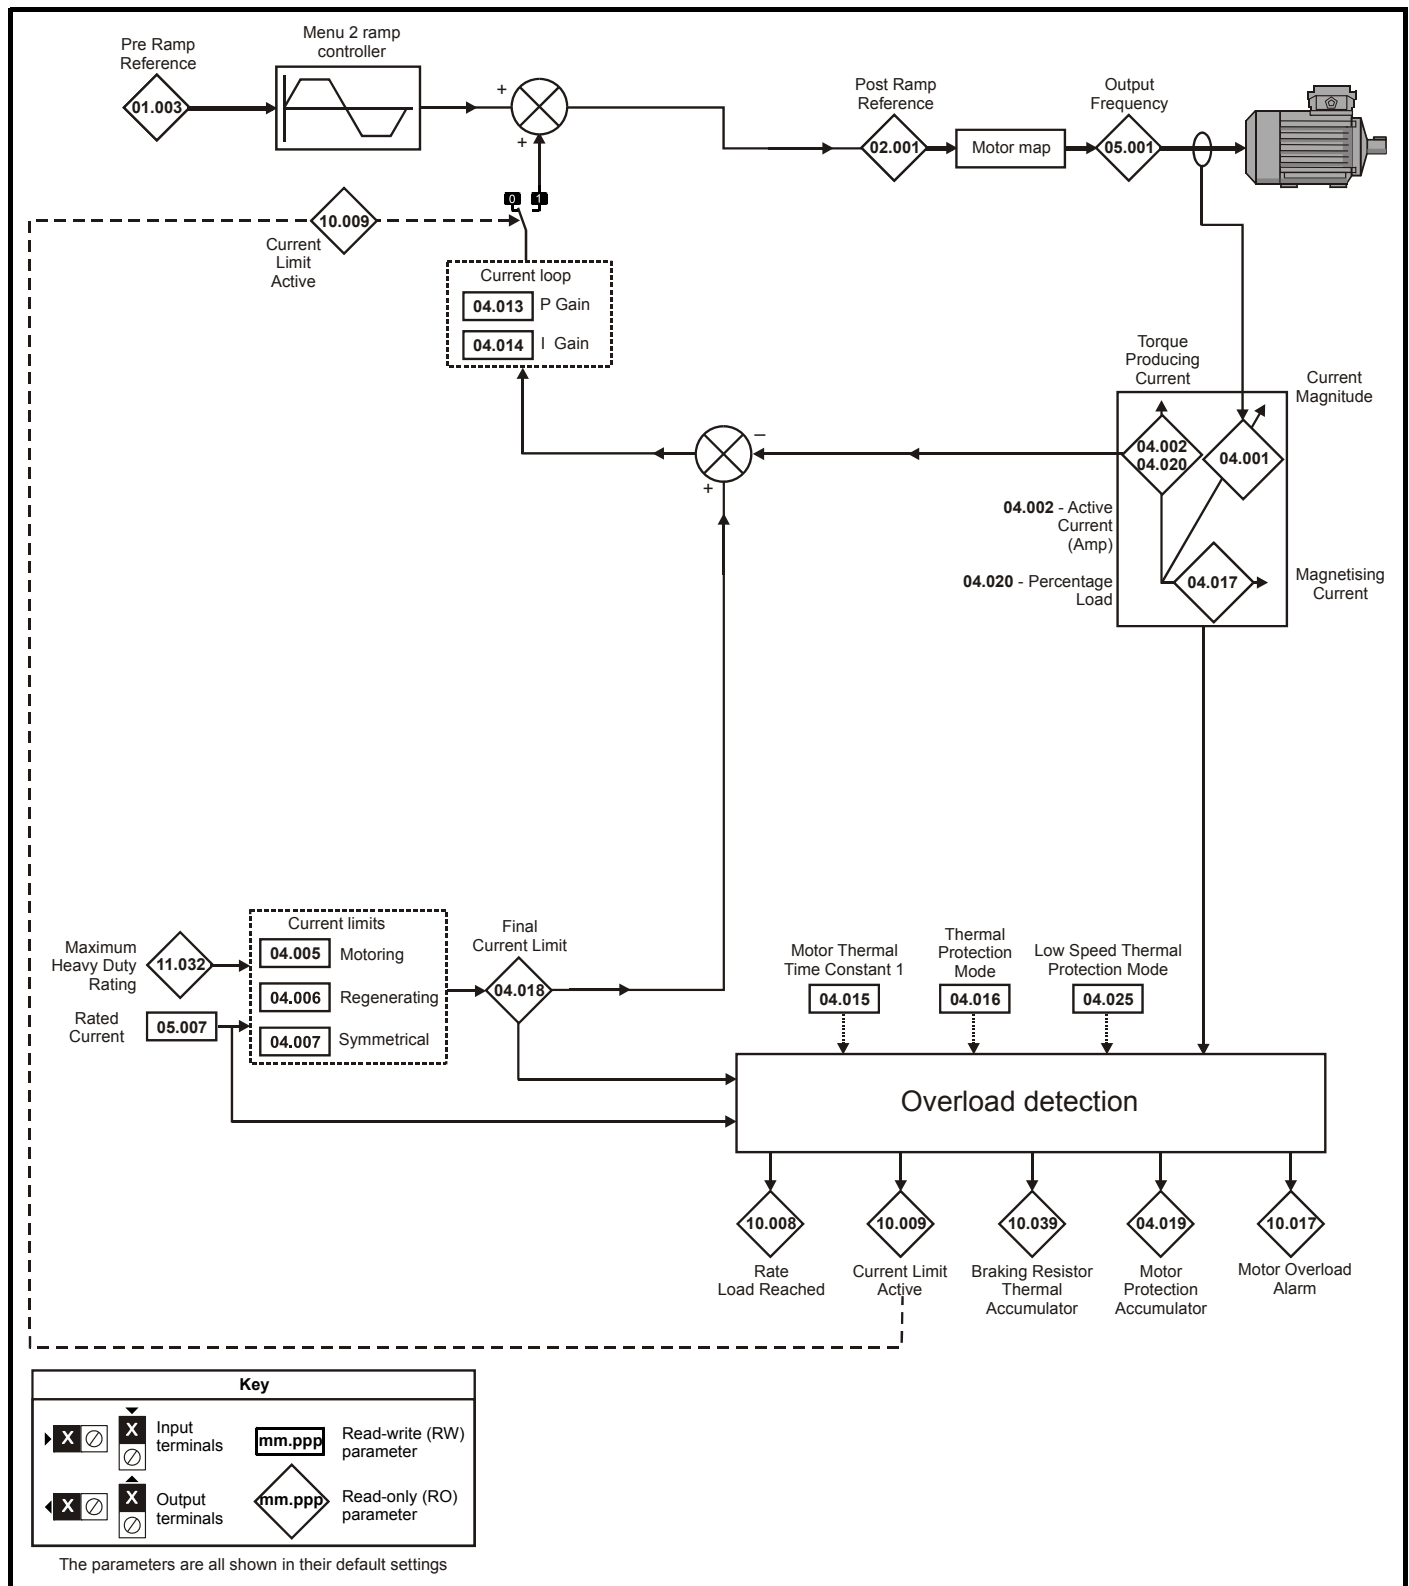 Pre Ramp
Reference
01.003
Menu 2 ramp
controller
+
+
Post Ramp
Reference
02.001
Motor map
Output
Frequency
05.001
0 1
10.009
Current
Limit
Active
Current loop
04.013 P Gain
04.014 I Gain
Torque
Producing
Current
Current
Magnitude
04.002
04.020
04.001
–
+
04.002 - Active
Current
(Amp)
04.020 - Percentage
Load
04.017
Magnetising
Current
Maximum
Heavy Duty
Rating
11.032
Rated
Current
05.007
Current limits
04.005 Motoring
04.006 Regenerating
04.007 Symmetrical
Final
Current Limit
04.018
Motor Thermal
Time Constant 1
04.015
Thermal
Protection
Mode
04.016
Low Speed Thermal
Protection Mode
04.025
Overload detection
10.008
Rate
Load Reached
10.009
Current Limit
Active
10.039
Braking Resistor
Thermal
Accumulator
04.019
Motor
Protection
Accumulator
10.017
Motor Overload
Alarm
Key
X X
Input
terminals
mm.ppp
Read-write (RW)
parameter
X X
Output
terminals
mm.ppp
Read-only (RO)
parameter
The parameters are all shown in their default settings